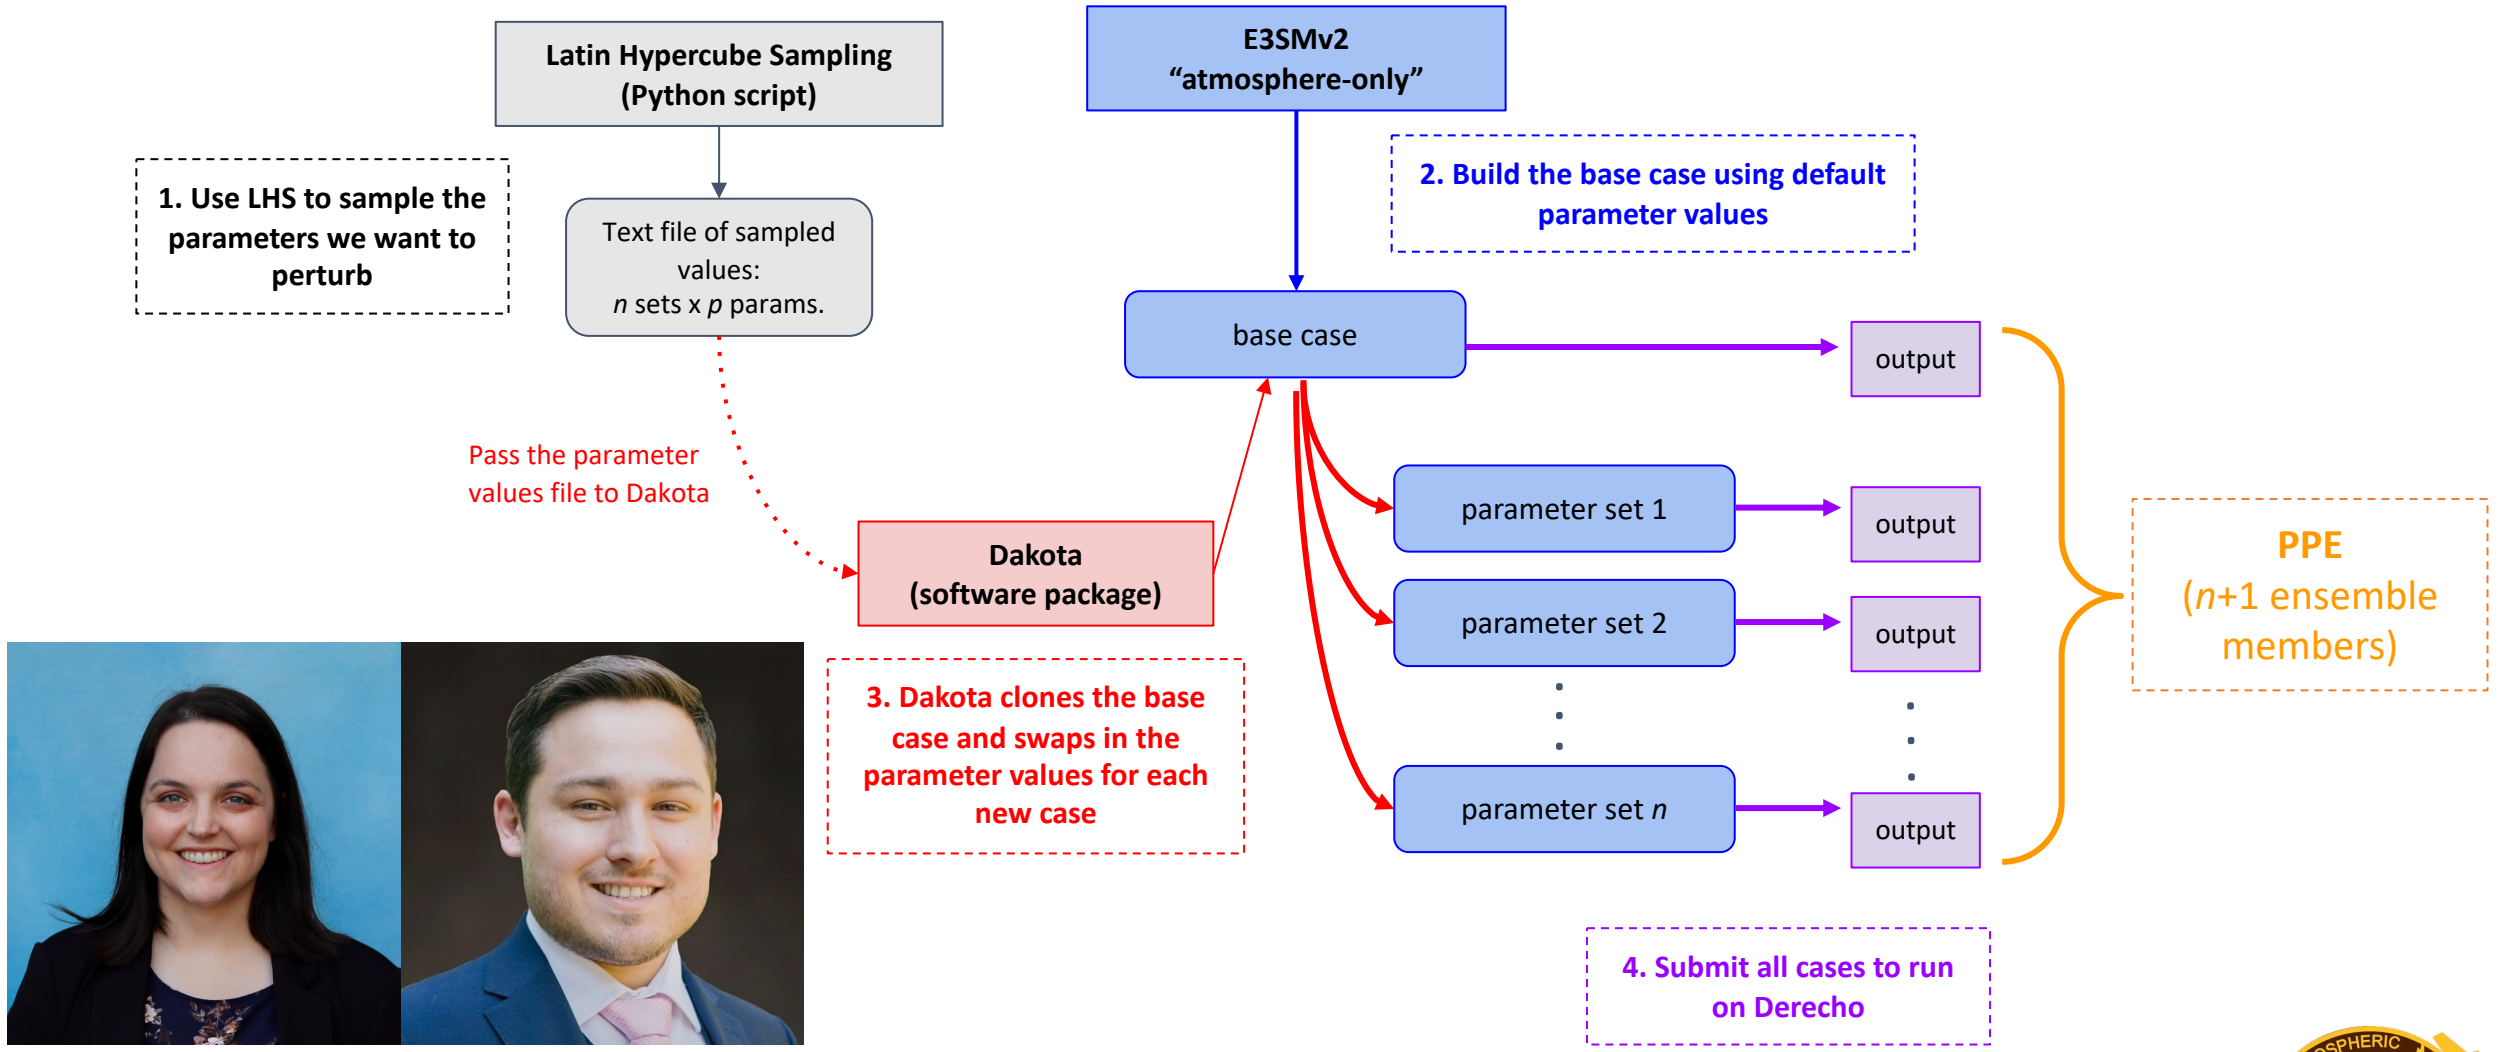 Latin Hypercube Sampling
(Python script)
E3SMv2
“atmosphere-only”
1. Use LHS to sample the
parameters we want to
perturb
Text file of sampled
values:
n sets x p params.
2. Build the base case using default
parameter values
base case
output
Pass the parameter
values file to Dakota
Dakota
(software package)
parameter set 1
output
parameter set 2
output
PPE
(n+1 ensemble
members)
3. Dakota clones the base
case and swaps in the
parameter values for each
new case
parameter set n
output
4. Submit all cases to run
on Derecho